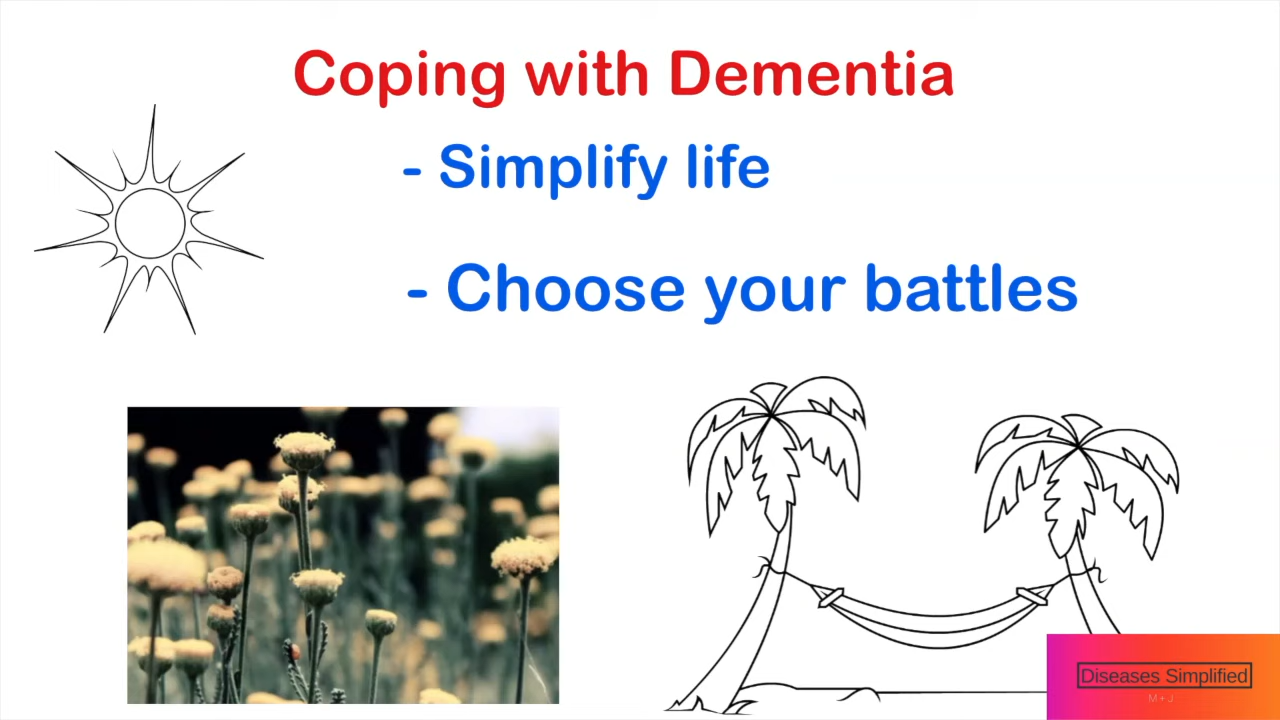 Coping with Dementia
- Simplify life
- Choose your battles
Diseases Simplified
M + J